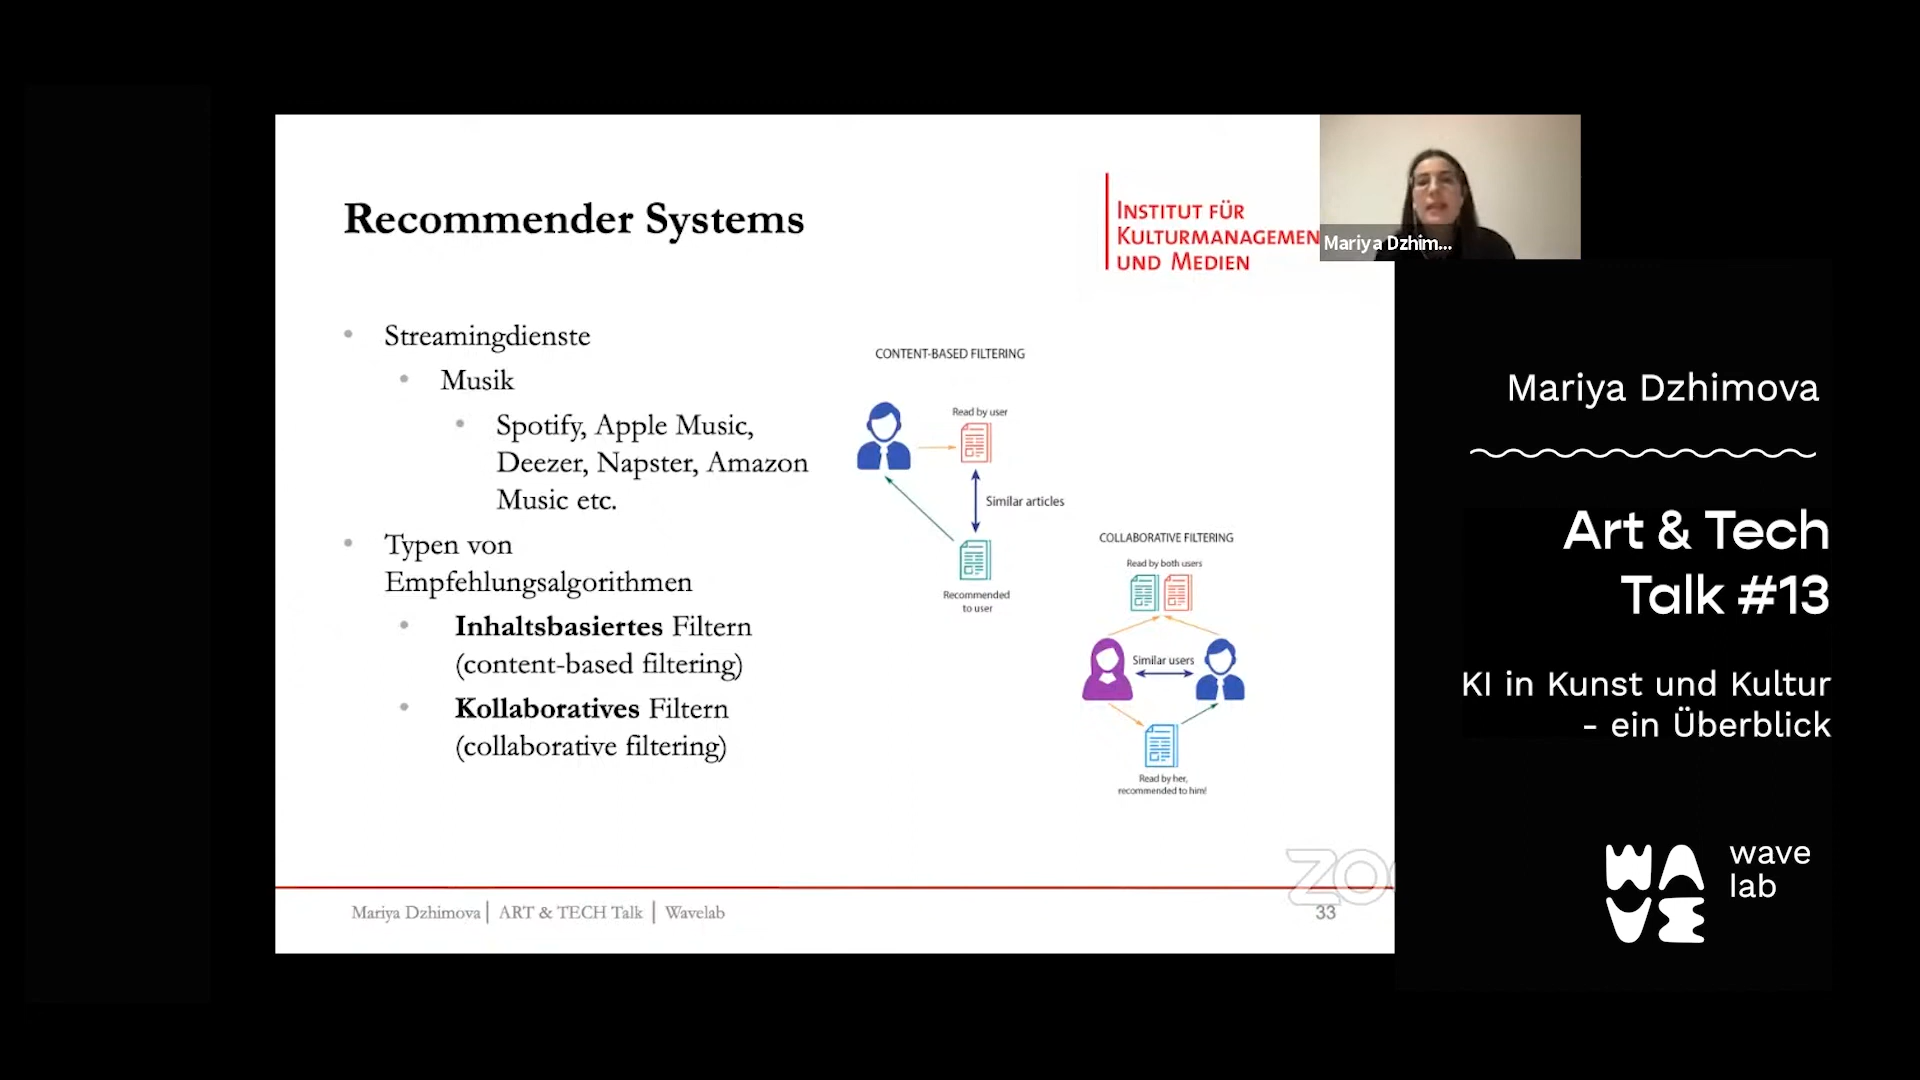 Recommender Systems
INSTITUT FÜR
KULTURMANAGEMEN
UND MEDIEN
Mariya Dzhim...
• Streamingdienste
• Musik
• Spotify, Apple Music,
Deezer, Napster, Amazon
Music etc.
• Typen von
Empfehlungsalgorithmen
• Inhaltsbasiertes Filtern
(content-based filtering)
• Kollaboratives Filtern
(collaborative filtering)
CONTENT-BASED FILTERING
Read by user
Similar articles
Recommended
to user
COLLABORATIVE FILTERING
Read by both users
Similar users
Read by her,
recommended to him!
Mariya Dzhimova | ART & TECH Talk | Wavelab
33
ZO
Mariya Dzhimova
Art & Tech
Talk #13
KI in Kunst und Kultur
- ein Überblick
WA
VE
wave
lab